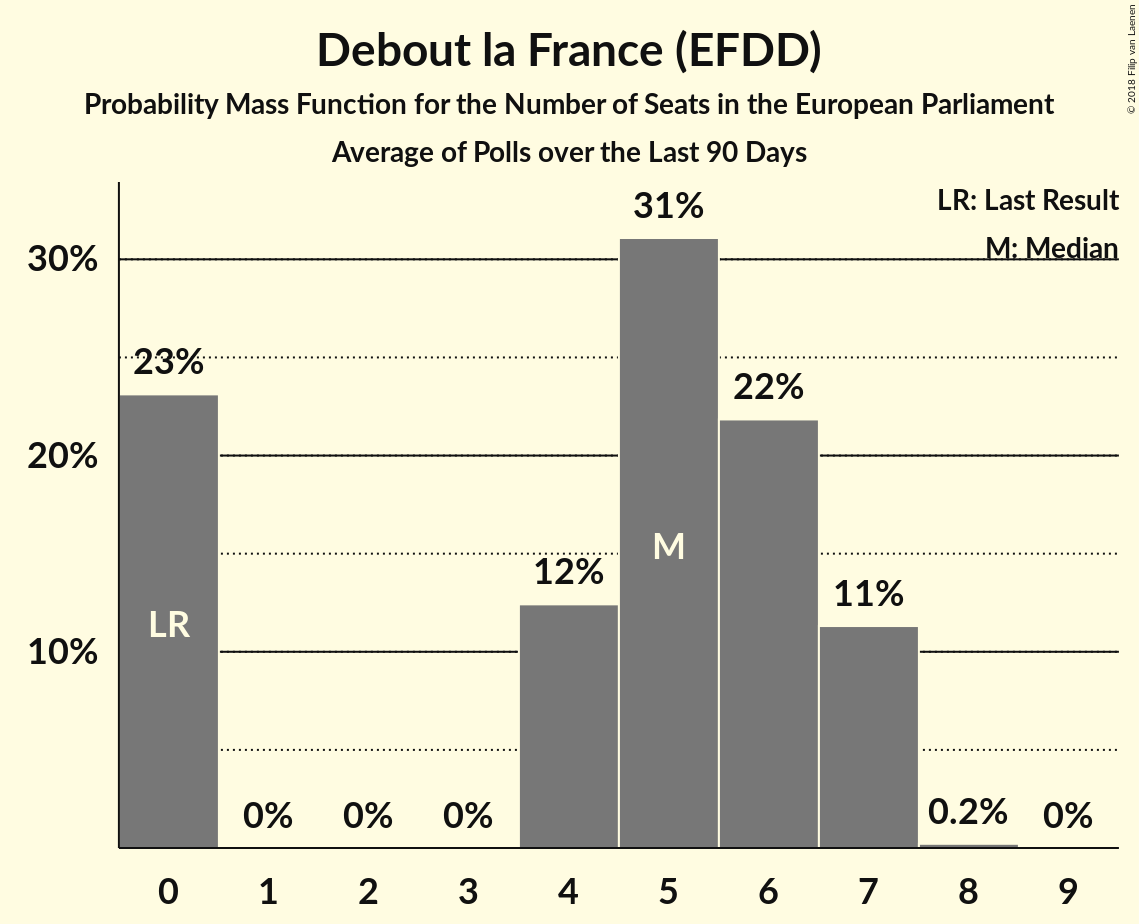 Debout la France (EFDD)
Probability Mass Function for the Number of Seats in the European Parliament
Average of Polls over the Last 90 Days
© 2018 Filip van Laenen
LR: Last Result
M: Median
30%
20%
10%
23%
0%
0%
0%
12%
31%
22%
11%
0.2%
0%
LR
M
0 1 2 3 4 5 6 7 8 9